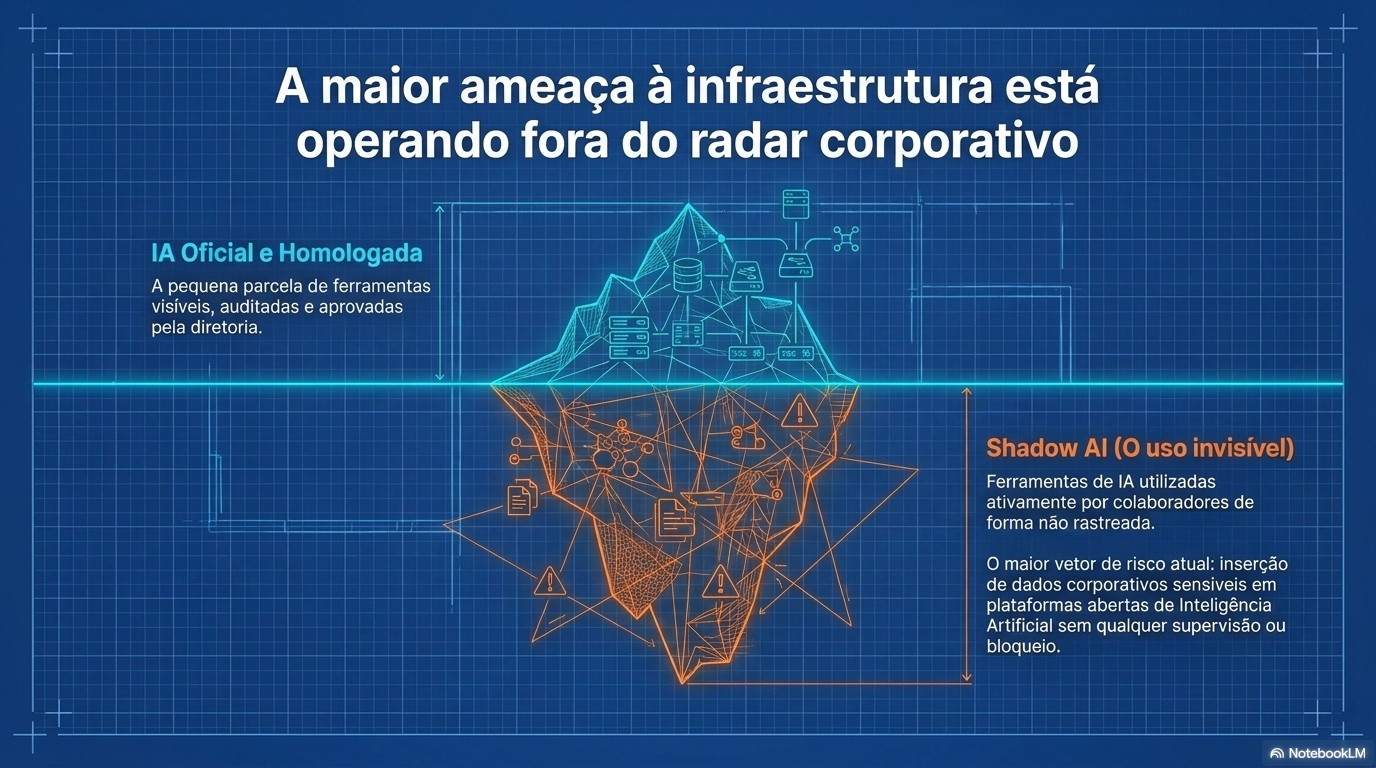 A maior ameaça à infraestrutura está
operando fora do radar corporativo
IA Oficial e Homologada
A pequena parcela de ferramentas
visíveis, auditadas e aprovadas
pela diretoria.
Shadow AI (O uso invisível)
Ferramentas de IA utilizadas
ativamente por colaboradores de
forma não rastreada.
O maior vetor de risco atual: inserção
de dados corporativos sensiveis em
plataformas abertas de Inteligência
Artificial sem qualquer supervisão ou
bloqueio.
NotebookLM